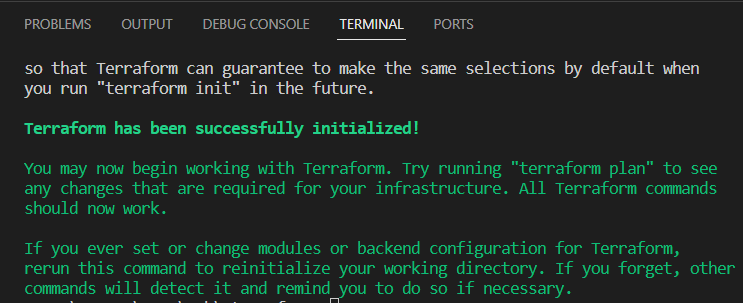 PROBLEMS OUTPUT DEBUG CONSOLE TERMINAL PORTS
so that Terraform can guarantee to make the same selections by default when
you run "terraform init" in the future.
Terraform has been successfully initialized!
You may now begin working with Terraform. Try running "terraform plan" to see
any changes that are required for your infrastructure. All Terraform commands
should now work.
If you ever set or change modules or backend configuration for Terraform,
rerun this command to reinitialize your working directory. If you forget, other
commands will detect it and remind you to do so if necessary.